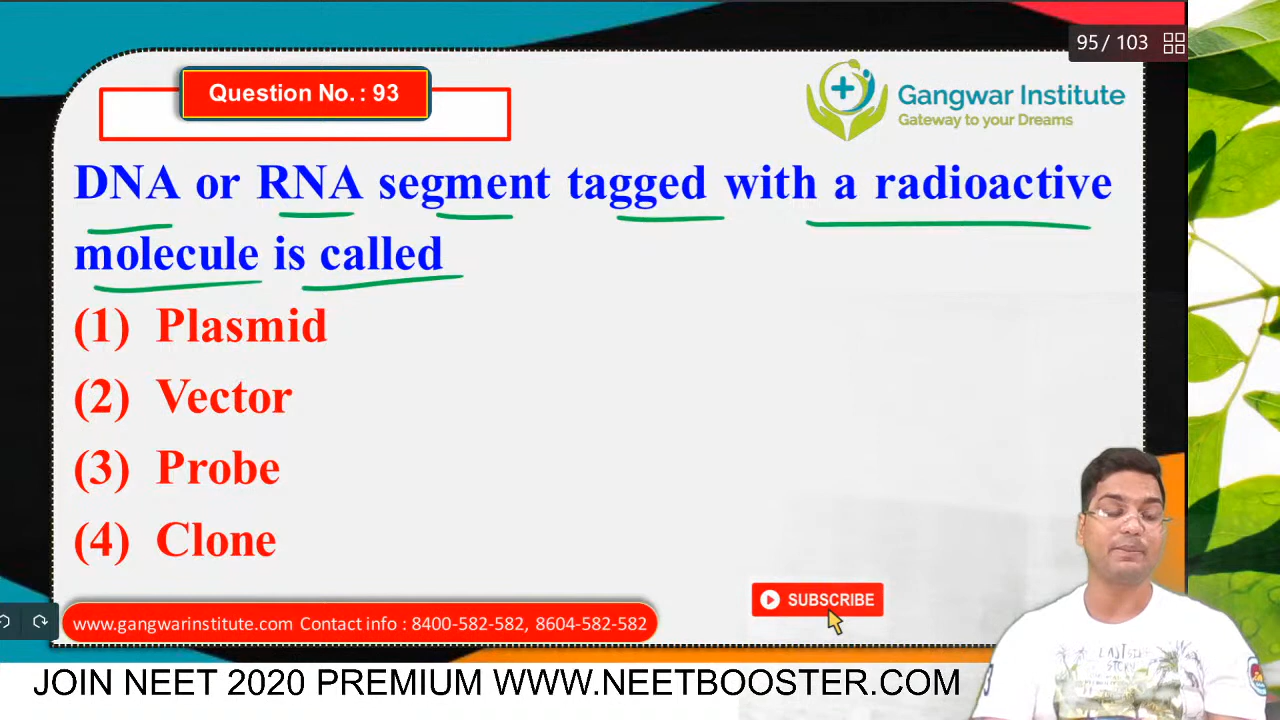 95 / 103
Question No. : 93
Gangwar Institute
Gateway to your Dreams
DNA or RNA segment tagged with a radioactive
molecule is called
(1) Plasmid
(2) Vector
(3) Probe
(4) Clone
SUBSCRIBE
www.gangwarinstitute.com Contact info : 8400-582-582, 8604-582-582
JOIN NEET 2020 PREMIUM WWW.NEETBOOSTER.COM